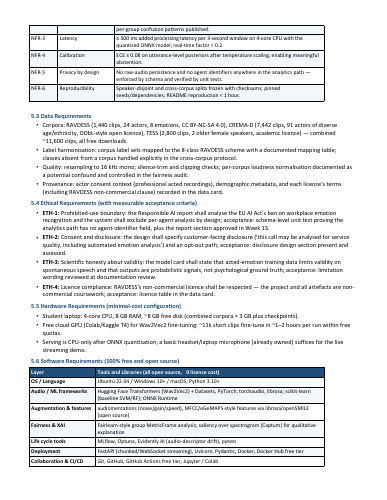 per-group confusion patterns published.
NFR-3 Latency ≤ 500 ms added processing latency per 3-second window on 4-core CPU with the
quantised ONNX model; real-time factor < 0.2.
NFR-4 Calibration ECE ≤ 0.08 on utterance-level posteriors after temperature scaling, enabling meaningful
abstention.
NFR-5 Privacy by design No raw-audio persistence and no agent identifiers anywhere in the analytics path —
enforced by schema and verified by unit tests.
NFR-6 Reproducibility Speaker-disjoint and cross-corpus splits frozen with checksums; pinned
seeds/dependencies; README reproduction < 1 hour.
5.3 Data Requirements
• Corpora: RAVDESS (1,440 clips, 24 actors, 8 emotions, CC BY-NC-SA 4.0), CREMA-D (7,442 clips, 91 actors of diverse
age/ethnicity, ODbL-style open licence), TESS (2,800 clips, 2 older female speakers, academic licence) — combined
~11,600 clips, all free downloads.
• Label harmonisation: corpus label sets mapped to the 8-class RAVDESS scheme with a documented mapping table;
classes absent from a corpus handled explicitly in the cross-corpus protocol.
• Quality: resampling to 16 kHz mono; silence-trim and clipping checks; per-corpus loudness normalisation documented as
a potential confound and controlled in the fairness audit.
• Provenance: actor consent context (professional acted recordings), demographic metadata, and each licence's terms
(including RAVDESS non-commercial clause) recorded in the data card.
5.4 Ethical Requirements (with measurable acceptance criteria)
• ETH-1: Prohibited-use boundary: the Responsible AI report shall analyse the EU AI Act's ban on workplace emotion
recognition and the system shall exclude per-agent analysis by design; acceptance: schema-level unit test proving the
analytics path has no agent-identifier field, plus the report section approved in Week 13.
• ETH-2: Consent and disclosure: the design shall specify customer-facing disclosure ('this call may be analysed for service
quality, including automated emotion analysis') and an opt-out path; acceptance: disclosure design section present and
assessed.
• ETH-3: Scientific honesty about validity: the model card shall state that acted-emotion training data limits validity on
spontaneous speech and that outputs are probabilistic signals, not psychological ground truth; acceptance: limitation
wording reviewed at documentation review.
• ETH-4: Licence compliance: RAVDESS's non-commercial licence shall be respected — the project and all artefacts are non-
commercial coursework; acceptance: licence table in the data card.
5.5 Hardware Requirements (minimal-cost configuration)
• Student laptop: 4-core CPU, 8 GB RAM, ~8 GB free disk (combined corpora ≈ 3 GB plus checkpoints).
• Free cloud GPU (Colab/Kaggle T4) for Wav2Vec2 fine-tuning: ~11k short clips fine-tune in ~1–2 hours per run within free
quotas.
• Serving is CPU-only after ONNX quantisation; a basic headset/laptop microphone (already owned) suffices for the live
streaming demo.
5.6 Software Requirements (100% free and open source)
Layer Tools and Libraries (all open source, 0 licence cost)
OS / Language Ubuntu 22.04 / Windows 10+ / macOS; Python 3.10+
Audio / ML frameworks Hugging Face Transformers (Wav2Vec2) + Datasets, PyTorch, torchaudio, librosa; scikit-learn
(baseline SVM/RF); ONNX Runtime
Augmentation & features audiomentations (noise/gain/speed), MFCC/eGeMAPS-style features via librosa/openSMILE
(open source)
Fairness & XAI Fairlearn-style group MetricFrame analysis; saliency over spectrogram (Captum) for qualitative
explanation
Life cycle tools MLflow, Optuna, Evidently AI (audio-descriptor drift), pytest
Deployment FastAPI (chunked/WebSocket streaming), Uvicorn, Pydantic, Docker, Docker Hub free tier
Collaboration & CI/CD Git, GitHub, GitHub Actions free tier, Jupyter / Colab